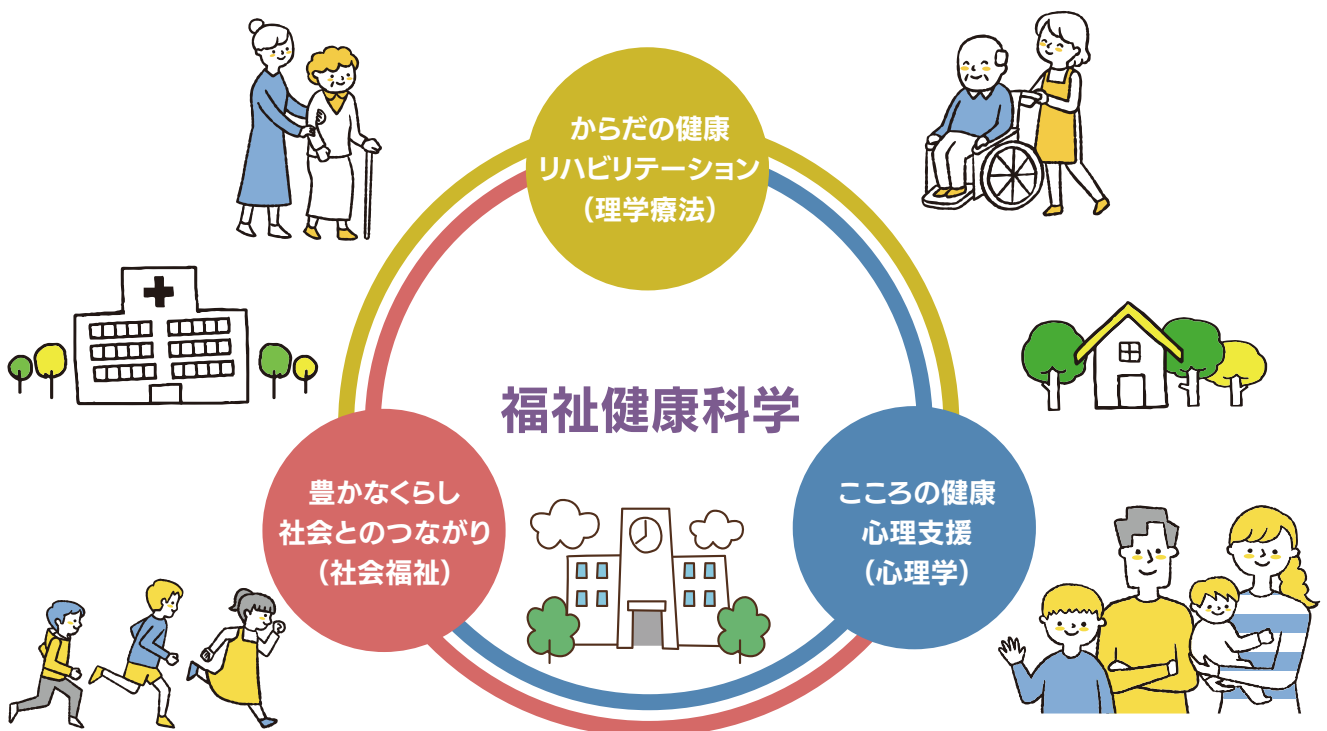 からだの健康
リハビリテーション
（理学療法）
福祉健康科学
豊かなくらし
社会とのつながり
（社会福祉）
こころの健康
心理支援
（心理学）